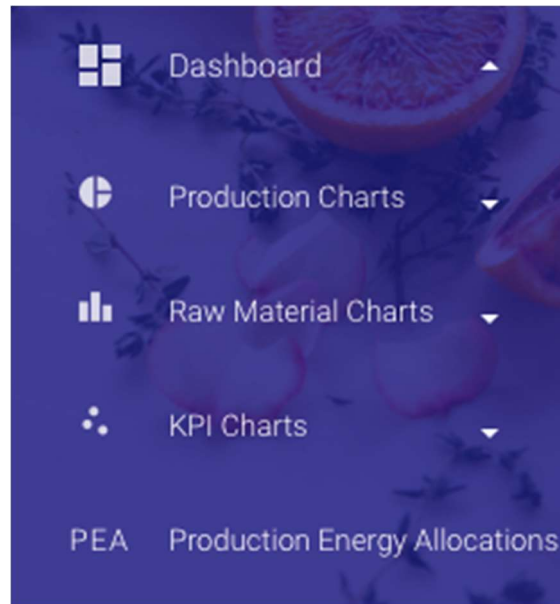 Dashboard
Production Charts
Raw Material Charts
KPI Charts
PEA Production Energy Allocations